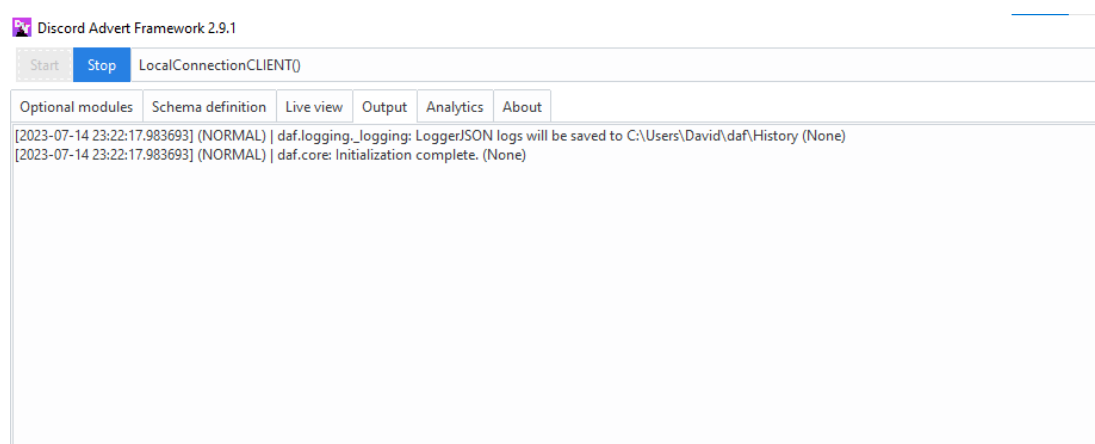 Discord Advert Framework 2.9.1
Start Stop LocalConnectionCLIENT()
Optional modules Schema definition Live view Output Analytics About
[2023-07-14 23:22:17.983693] (NORMAL) | daf.logging._logging: LoggerJSON logs will be saved to C:\Users\David\daf\History (None)
[2023-07-14 23:22:17.983693] (NORMAL) | daf.core: Initialization complete. (None)